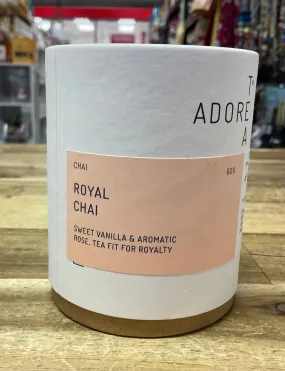 T
ADORE
A
CHAI
60G
ROYAL
CHAI
SWEET VANILLA & AROMATIC
ROSE. TEA FIT FOR ROYALTY